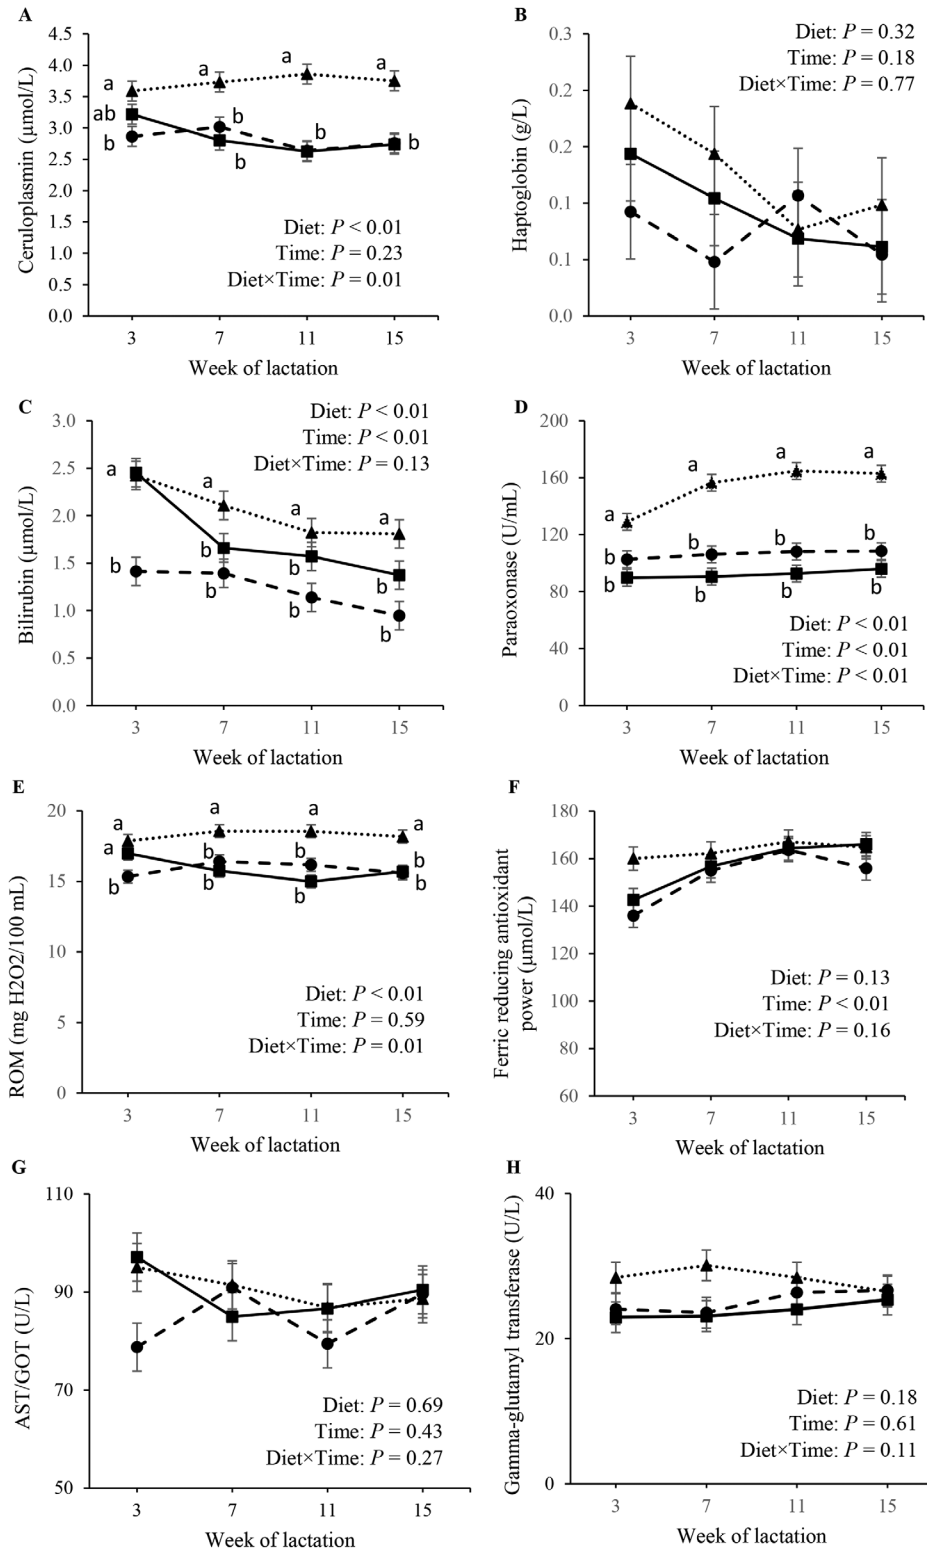 A
4.5
4.0
3.5
3.0
2.5
2.0
1.5
1.0
0.5
0.0
Ceruloplasmin (µmol/L)
a
a
a
a
ab
b
b
b
b
b
Diet: P < 0.01
Time: P = 0.23
Diet×Time: P = 0.01
3 7 11 15
Week of lactation
B
0.3
0.2
0.2
0.1
0.1
0.0
Haptoglobin (g/L)
Diet: P = 0.32
Time: P = 0.18
Diet×Time: P = 0.77
3 7 11 15
Week of lactation
C
3.0
2.5
2.0
1.5
1.0
0.5
0.0
Bilirubin (µmol/L)
Diet: P < 0.01
Time: P < 0.01
Diet×Time: P = 0.13
a
a
a
a
b
b
b
b
b
b
b
3 7 11 15
Week of lactation
D
200
160
120
80
40
0
Paraoxonase (U/mL)
a
a
a
a
b
b
b
b
b
b
b
b
Diet: P < 0.01
Time: P < 0.01
Diet×Time: P < 0.01
3 7 11 15
Week of lactation
E
20
15
10
5
0
ROM (mg H2O2/100 mL)
a
a
a
a
a
b
b
b
b
b
b
b
Diet: P < 0.01
Time: P = 0.59
Diet×Time: P = 0.01
3 7 11 15
Week of lactation
F
180
160
140
120
100
80
60
Ferric reducing antioxidant
power (µmol/L)
Diet: P = 0.13
Time: P < 0.01
Diet×Time: P = 0.16
3 7 11 15
Week of lactation
G
110
90
70
50
AST/GOT (U/L)
Diet: P = 0.69
Time: P = 0.43
Diet×Time: P = 0.27
3 7 11 15
Week of lactation
H
40
20
0
Gamma-glutamyl transferase (U/L)
Diet: P = 0.18
Time: P = 0.61
Diet×Time: P = 0.11
3 7 11 15
Week of lactation